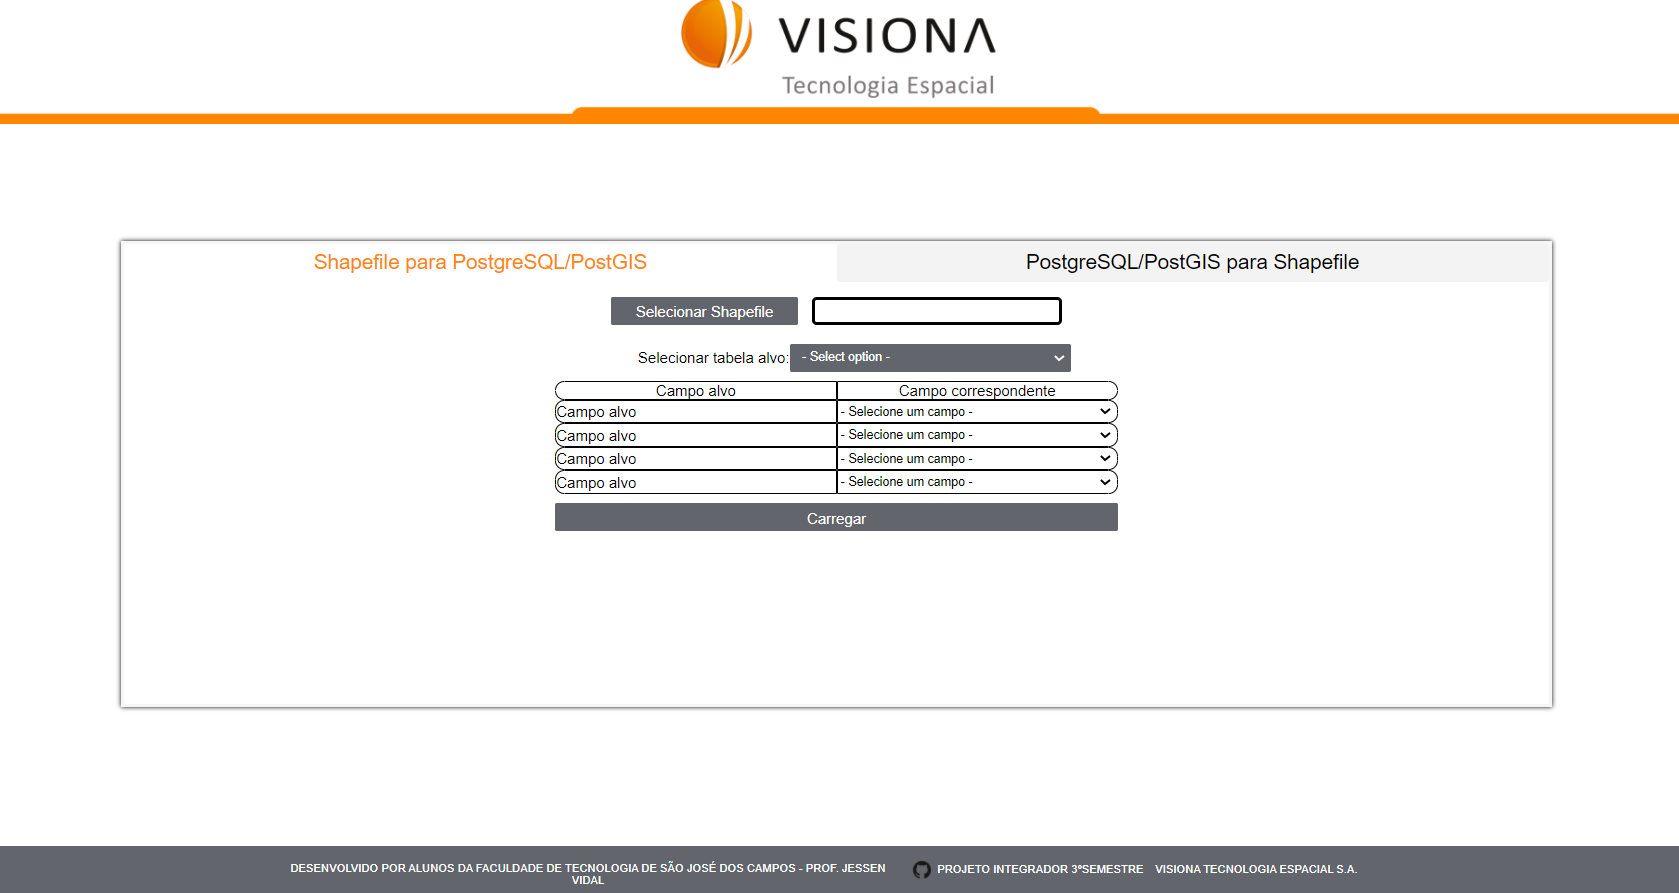 VISIONA
Tecnologia Espacial
Shapefile para PostgreSQL/PostGIS
PostgreSQL/PostGIS para Shapefile
Selecionar Shapefile
Selecionar tabela alvo: - Select option -
Campo alvo Campo correspondente
Campo alvo - Selecione um campo -
Campo alvo - Selecione um campo -
Campo alvo - Selecione um campo -
Campo alvo - Selecione um campo -
Carregar
DESENVOLVIDO POR ALUNOS DA FACULDADE DE TECNOLOGIA DE SÃO JOSÉ DOS CAMPOS - PROF. JESSEN
VIDAL
PROJETO INTEGRADOR 3ºSEMESTRE
VISIONA TECNOLOGIA ESPACIAL S.A.